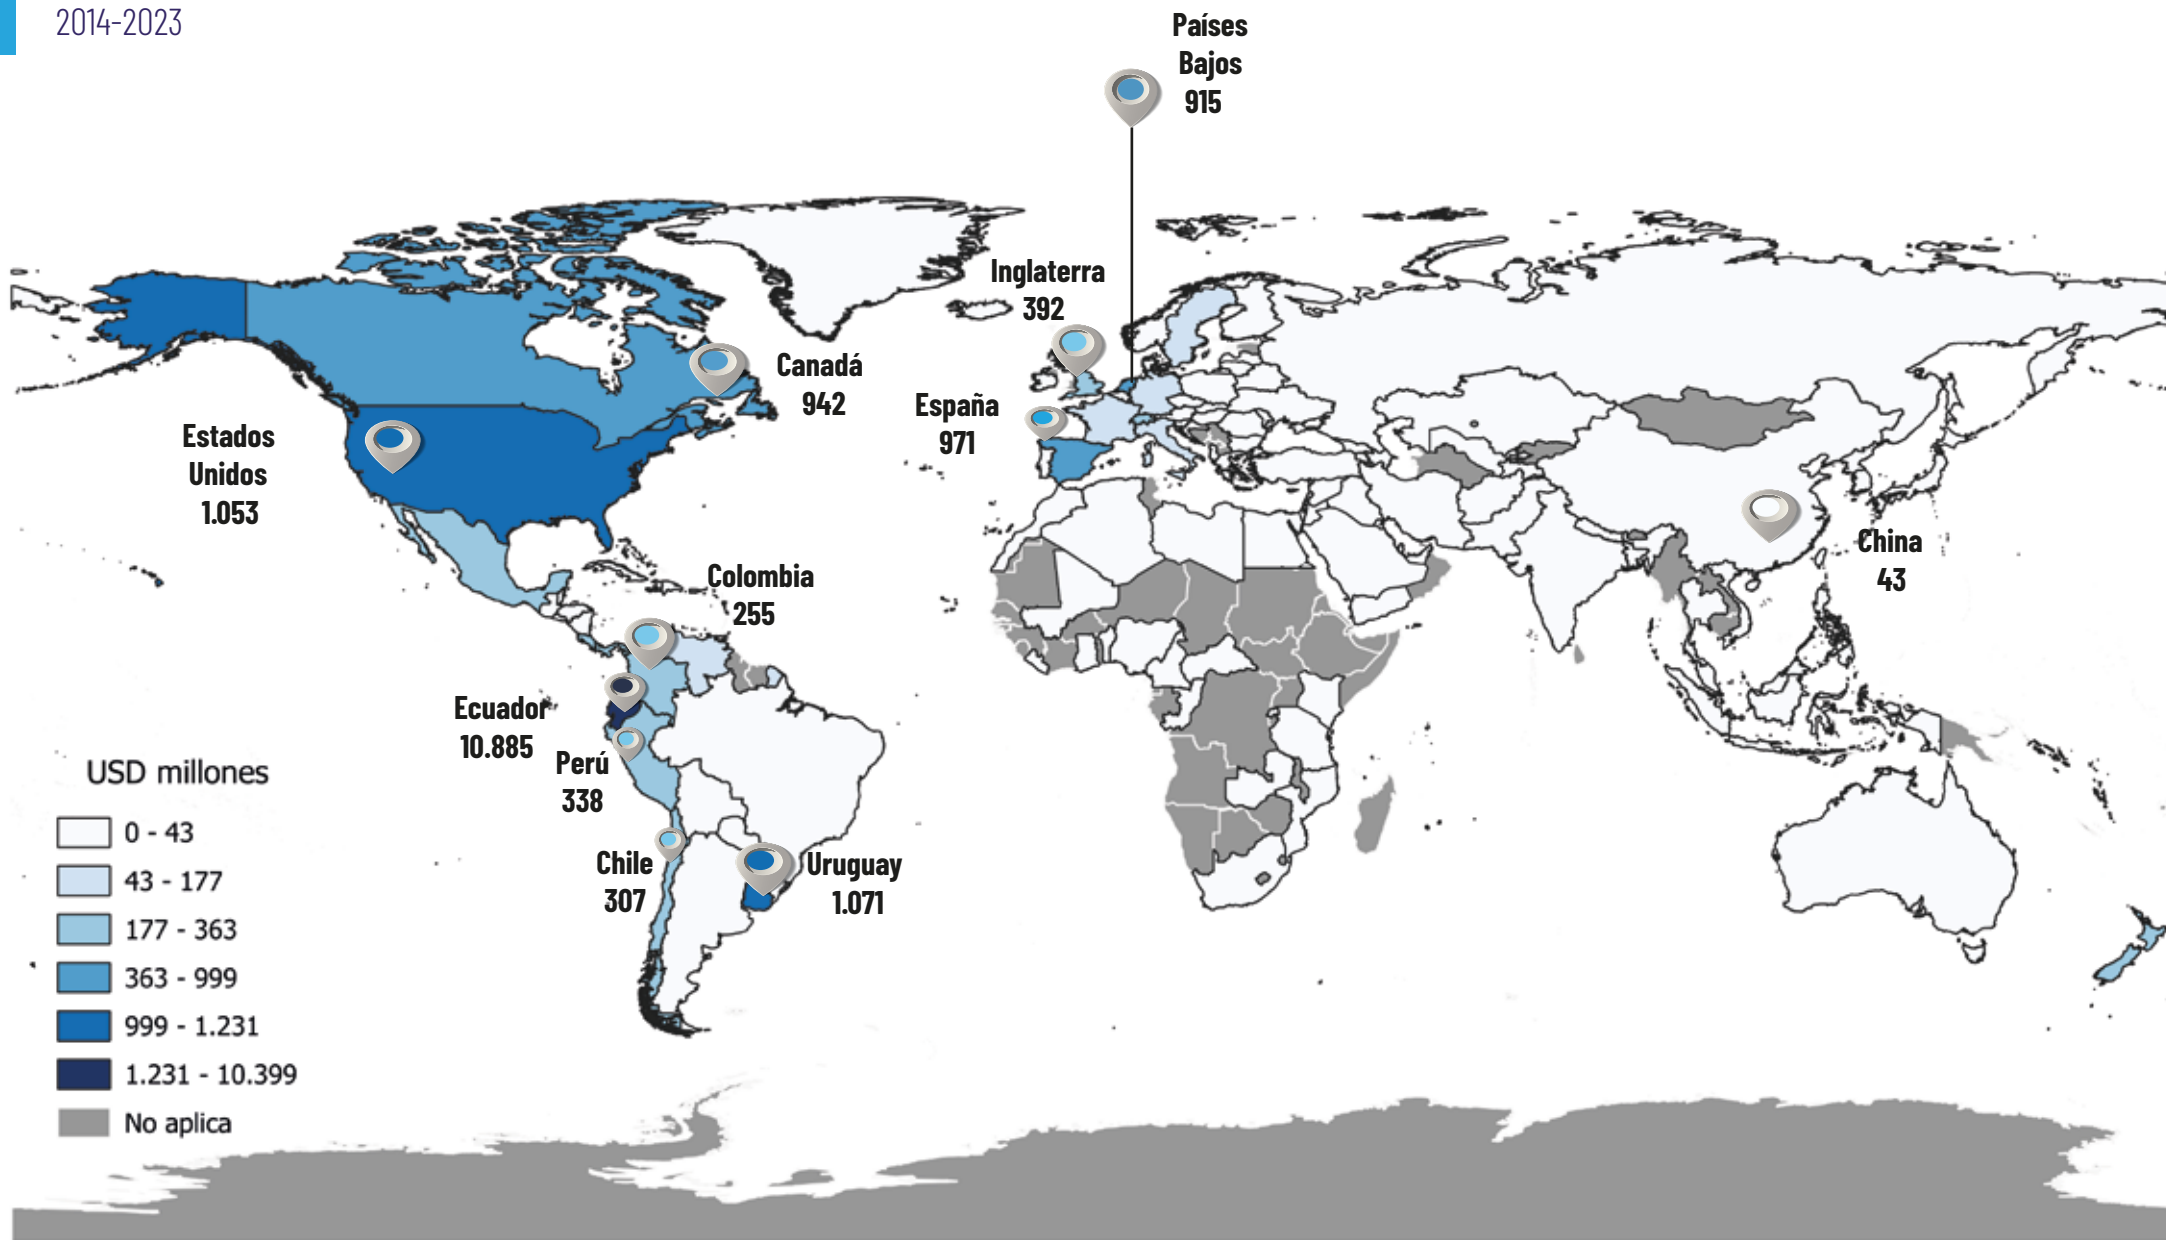 2014-2023
Países
Bajos
915
Inglaterra
392
Canadá
942
España
971
Estados
Unidos
1.053
China
43
Colombia
255
Ecuador
10.885
Perú
338
Chile
307
Uruguay
1.071
USD millones
0 - 43
43 - 177
177 - 363
363 - 999
999 - 1.231
1.231 - 10.399
No aplica